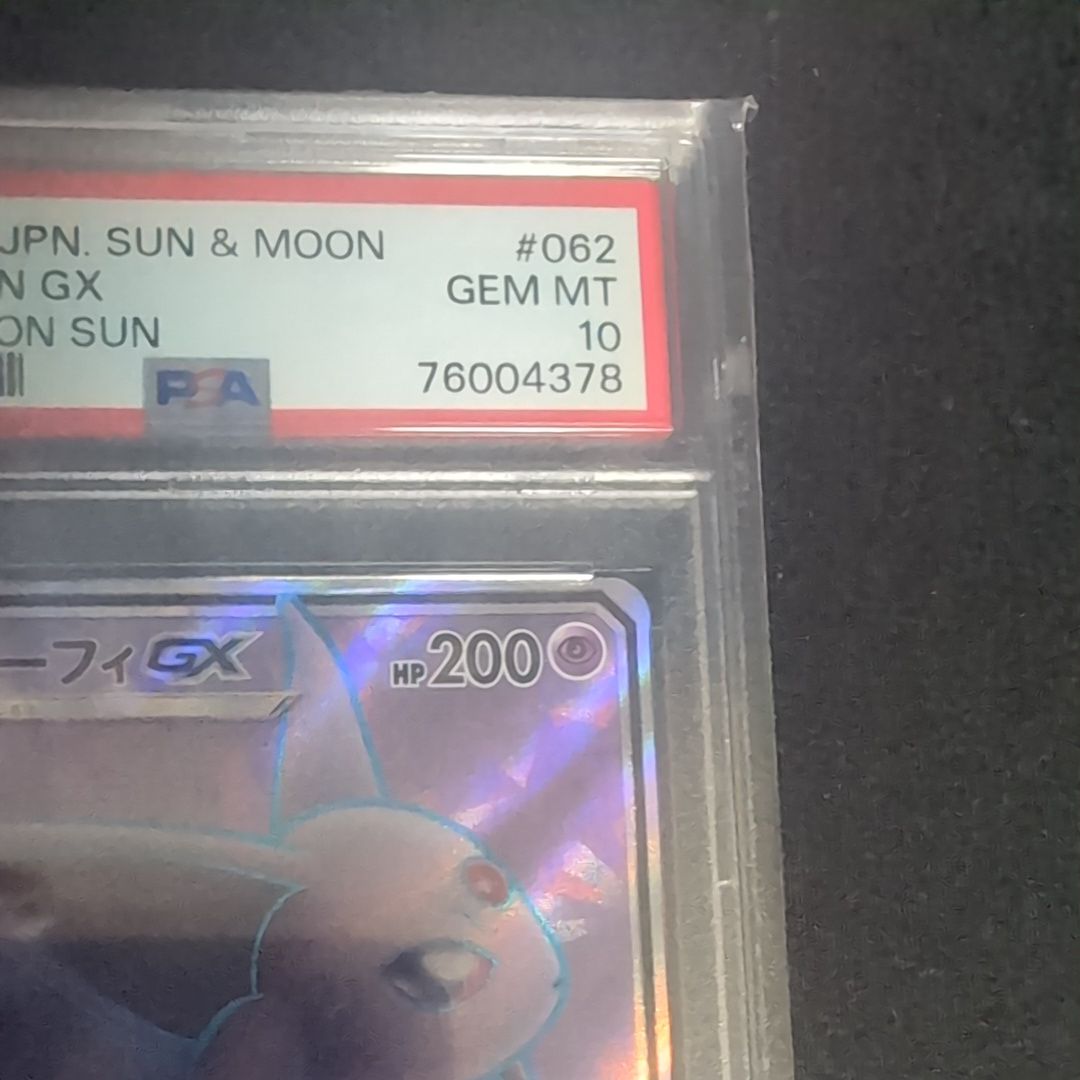 JPN. SUN & MOON #062
N GX GEM MT
ON SUN 10
PSA 76004378
ーフィGX HP200